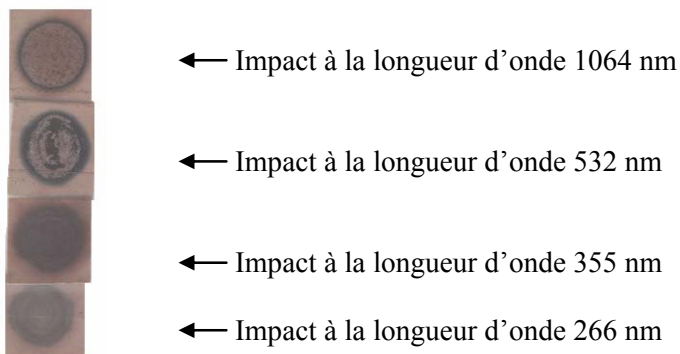 Impact à la longueur d’onde 1064 nm
Impact à la longueur d’onde 532 nm
Impact à la longueur d’onde 355 nm
Impact à la longueur d’onde 266 nm